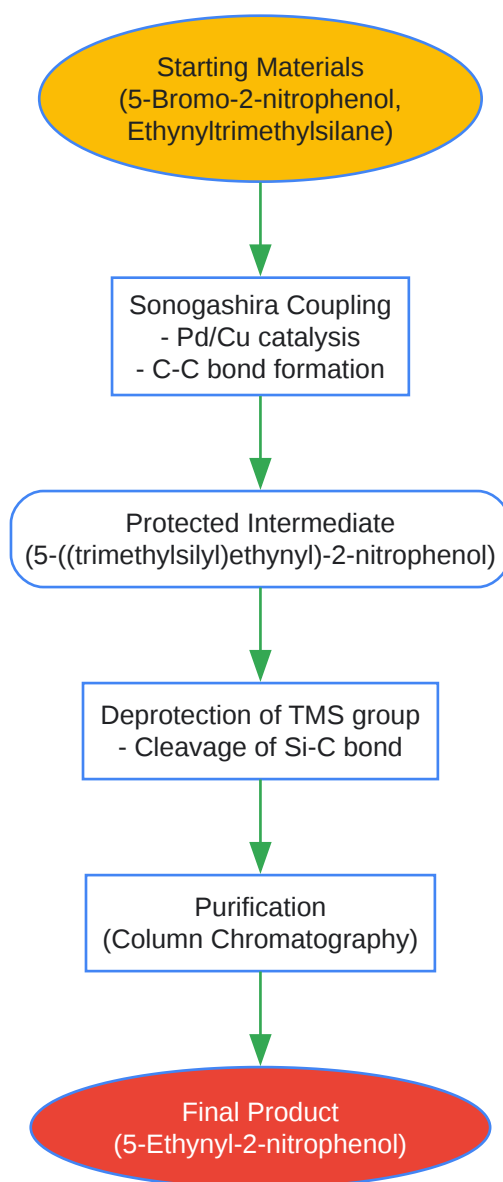 Starting Materials
(5-Bromo-2-nitrophenol,
Ethynyltrimethylsilane)
Sonogashira Coupling
- Pd/Cu catalysis
- C-C bond formation
Protected Intermediate
(5-((trimethylsilyl)ethynyl)-2-nitrophenol)
Deprotection of TMS group
- Cleavage of Si-C bond
Purification
(Column Chromatography)
Final Product
(5-Ethynyl-2-nitrophenol)